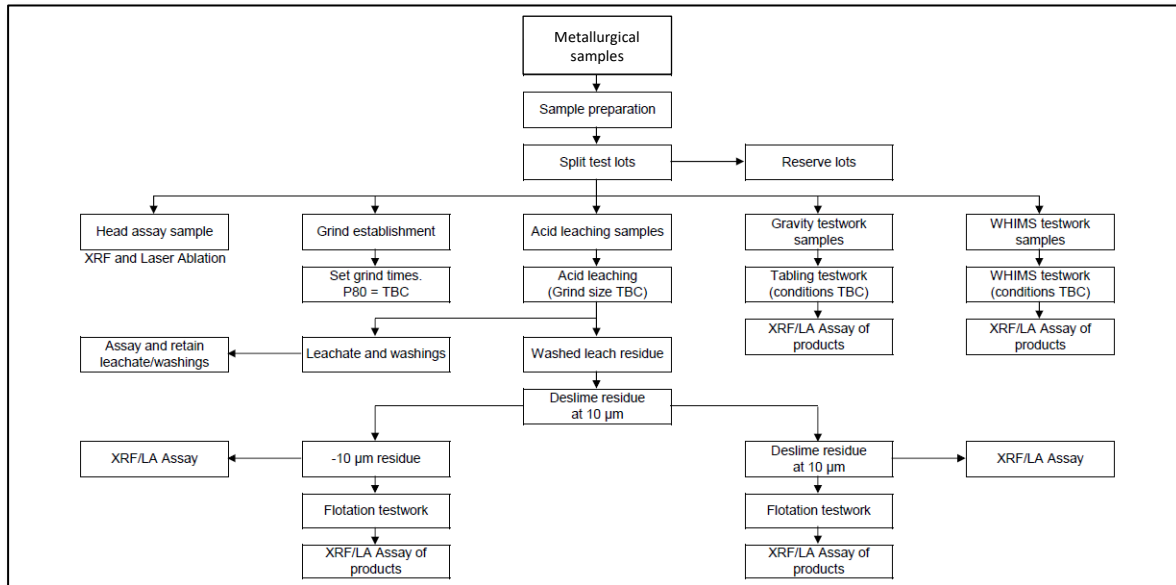 Metallurgical
samples
Sample preparation
Split test lots
Reserve lots
Head assay sample
XRF and Laser Ablation
Grind establishment
Acid leaching samples
Gravity testwork
samples
WHIMS testwork
samples
Set grind times.
P80 = TBC
Acid leaching
(Grind size TBC)
Tabling testwork
(conditions TBC)
WHIMS testwork
(conditions TBC)
XRF/LA Assay of
products
XRF/LA Assay of
products
Assay and retain
leachate/washings
Leachate and washings
Washed leach residue
Deslime residue
at 10 µm
XRF/LA Assay
-10 µm residue
Deslime residue
at 10 µm
XRF/LA Assay
Flotation testwork
Flotation testwork
XRF/LA Assay of
products
XRF/LA Assay of
products